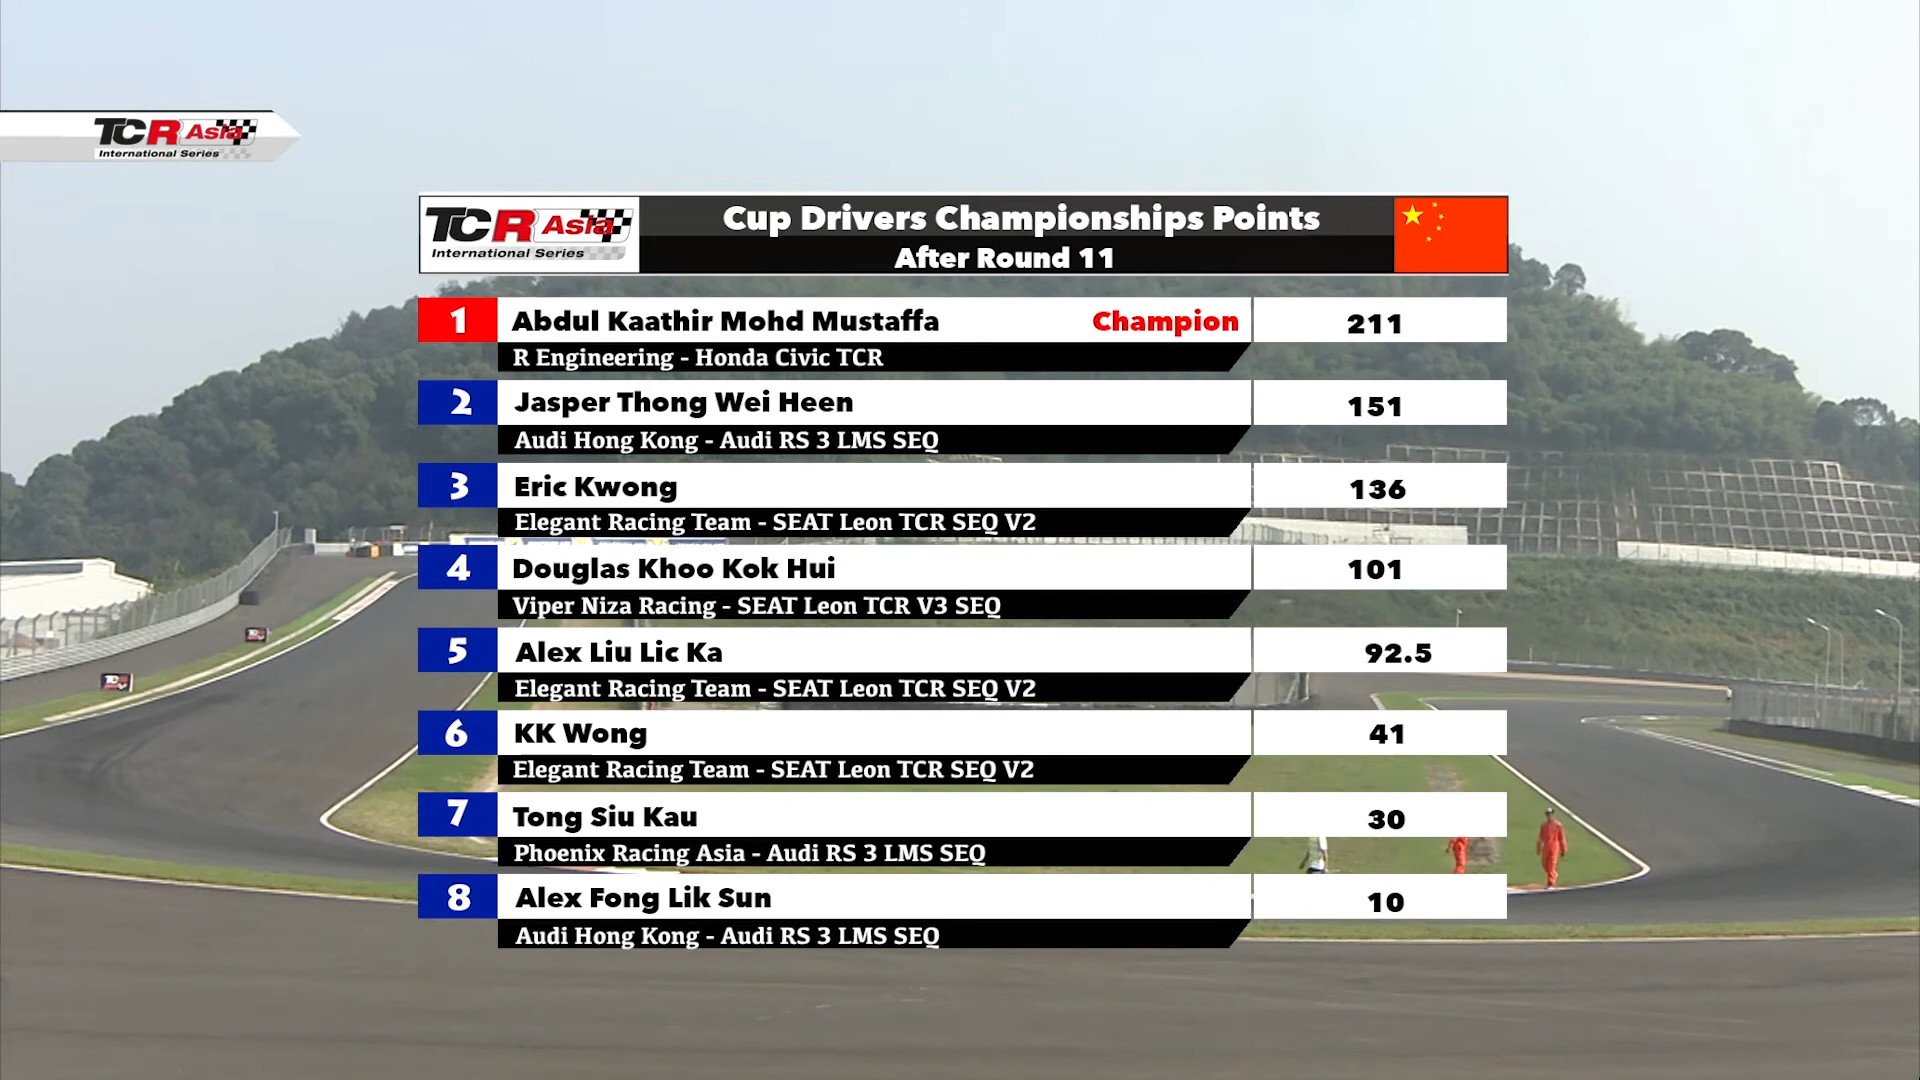 TCR Asia
International Series
TCR Asia
International Series
Cup Drivers Championships Points
After Round 11
1 Abdul Kaathir Mohd Mustaffa Champion 211
R Engineering - Honda Civic TCR
2 Jasper Thong Wei Heen 151
Audi Hong Kong - Audi RS 3 LMS SEQ
3 Eric Kwong 136
Elegant Racing Team - SEAT Leon TCR SEQ V2
4 Douglas Khoo Kok Hui 101
Viper Niza Racing - SEAT Leon TCR V3 SEQ
5 Alex Liu Lic Ka 92.5
Elegant Racing Team - SEAT Leon TCR SEQ V2
6 KK Wong 41
Elegant Racing Team - SEAT Leon TCR SEQ V2
7 Tong Siu Kau 30
Phoenix Racing Asia - Audi RS 3 LMS SEQ
8 Alex Fong Lik Sun 10
Audi Hong Kong - Audi RS 3 LMS SEQ